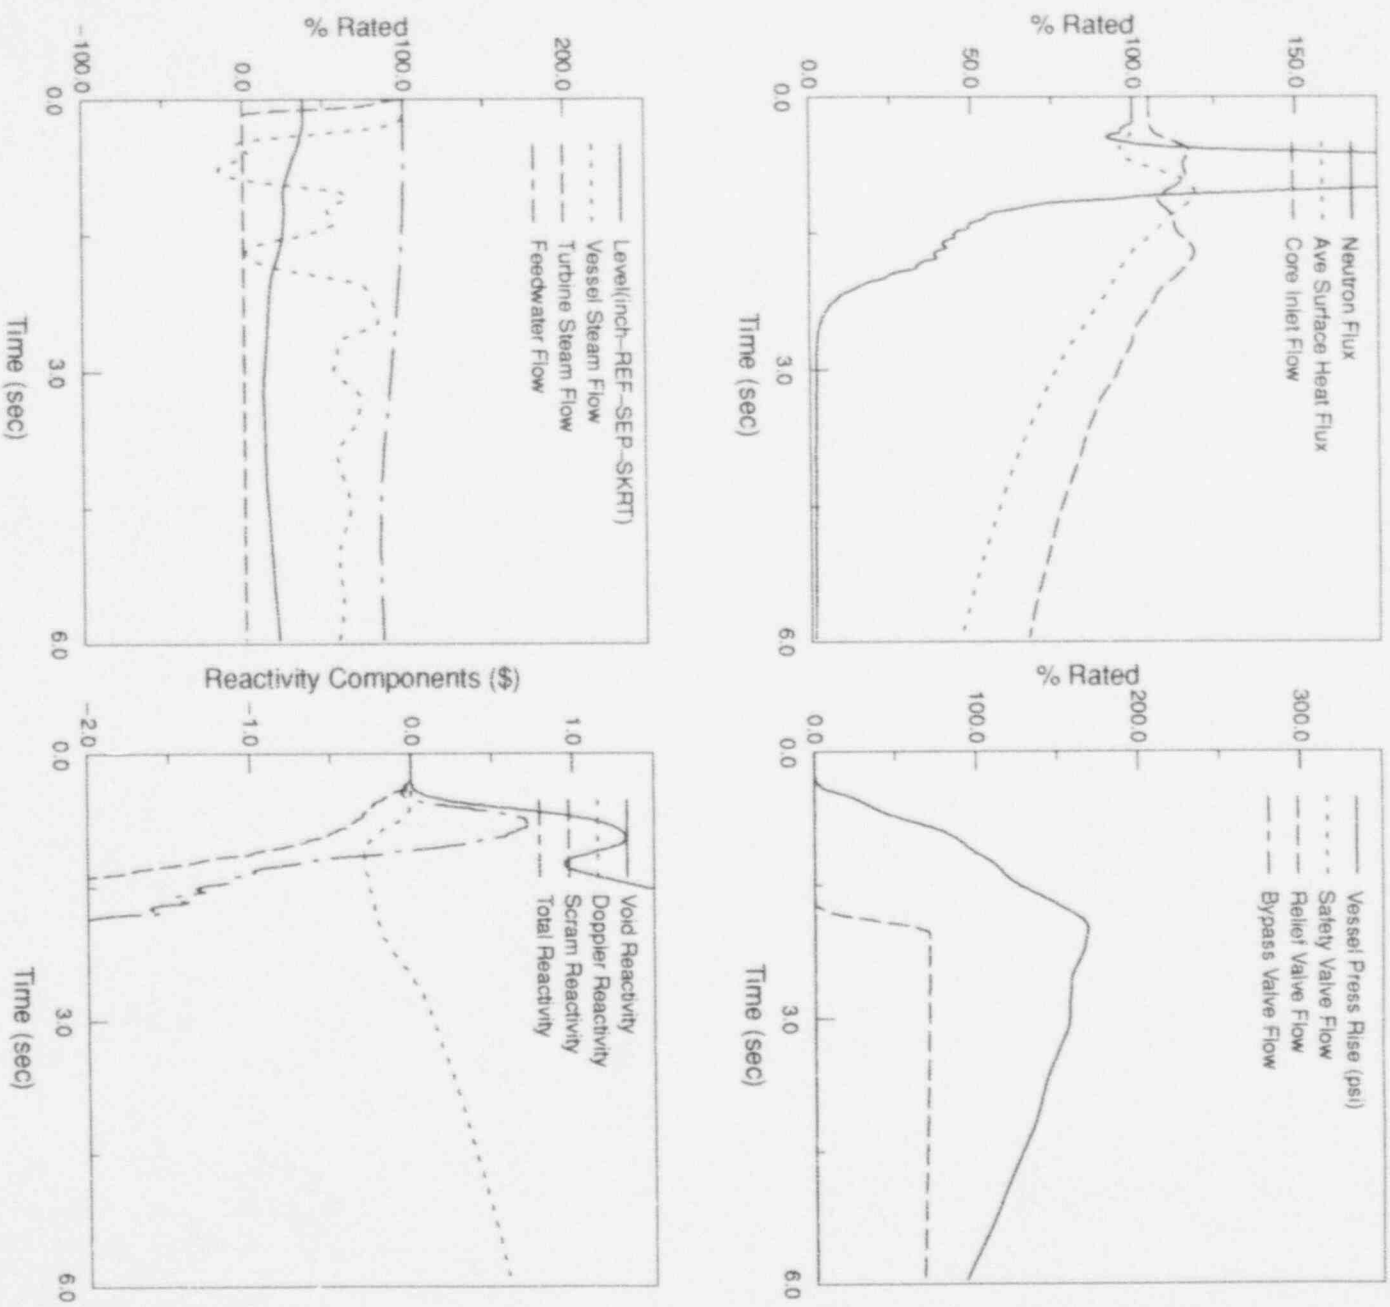 % Rated
150.0
100.0
50.0
0.0
0.0
3.0
6.0
Time (sec)
Neutron Flux
Ave Surface Heat Flux
Core Inlet Flow
% Rated
300.0
200.0
100.0
0.0
0.0
3.0
6.0
Time (sec)
Vessel Press Rise (psi)
Safety Valve Flow
Relief Valve Flow
Bypass Valve Flow
% Rated
200.0
100.0
0.0
-100.0
0.0
3.0
6.0
Time (sec)
Level(inch-REF-SEP-SKRT)
Vessel Steam Flow
Turbine Steam Flow
Feedwater Flow
Reactivity Components ($)
1.0
0.0
-1.0
-2.0
0.0
3.0
6.0
Time (sec)
Void Reactivity
Doppler Reactivity
Scram Reactivity
Total Reactivity